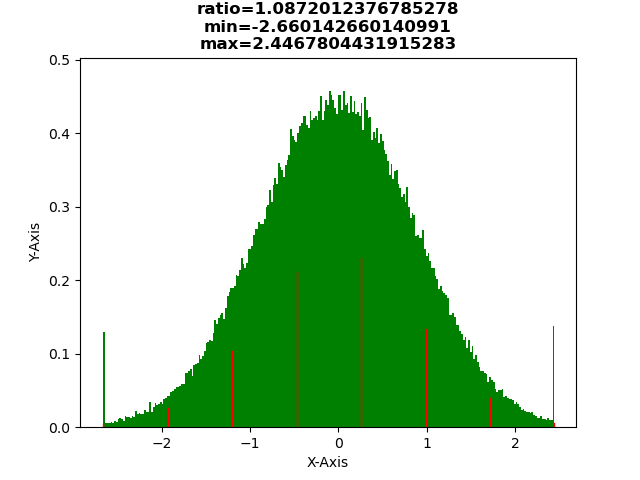 ratio=1.0872012376785278
min=-2.660142660140991
max=2.4467804431915283
0.5
0.4
0.3
0.2
0.1
0.0
Y-Axis
−2
−1
0
1
2
X-Axis